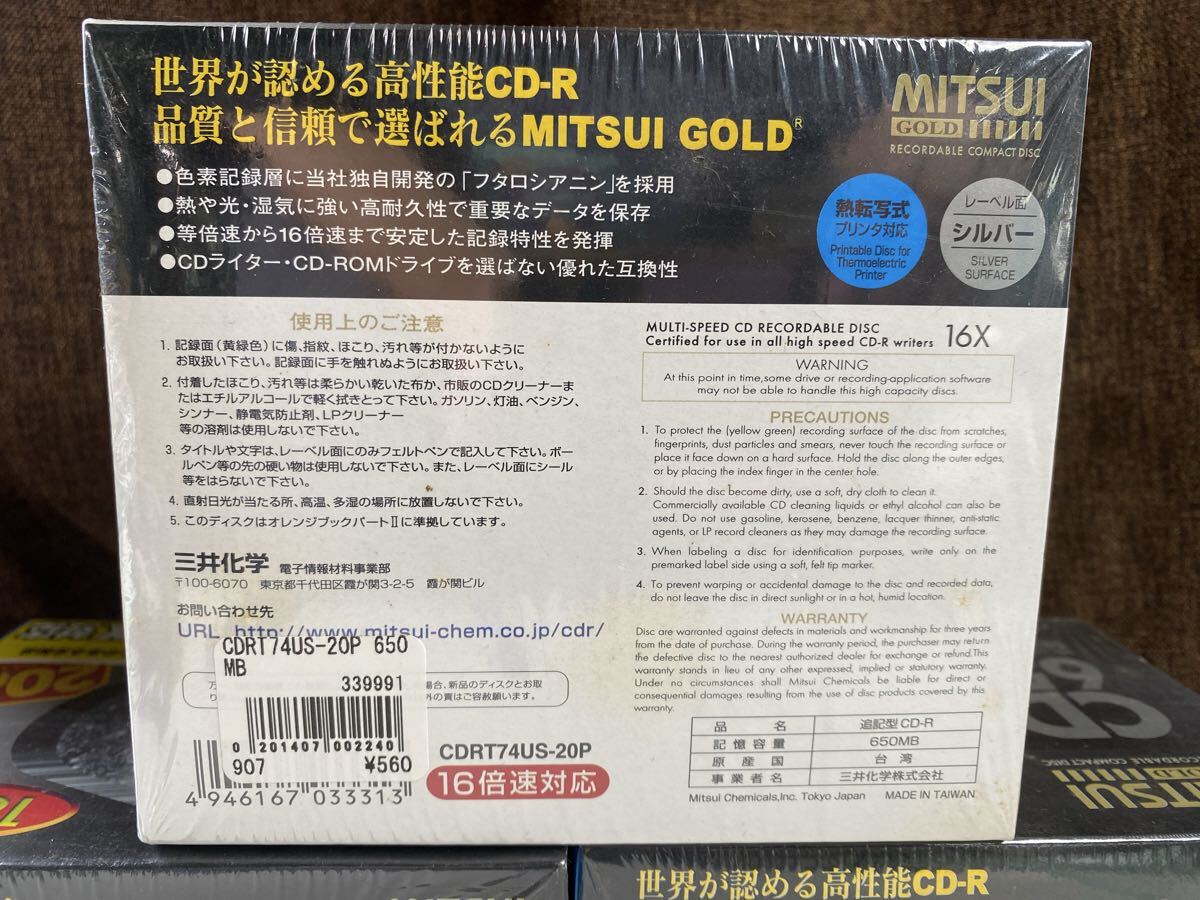 世界が認める高性能CD-R
品質と信頼で選ばれるMITSUI GOLD®
●色素記録層に当社独自開発の「フタロシアニン」を採用
●熱や光・湿気に強い高耐久性で重要なデータを保存
●等倍速から16倍速まで安定した記録特性を発揮
●CDライター・CD-ROMドライブを選ばない優れた互換性
MITSUI
GOLD
RECORDABLE COMPACT DISC
熱転写式
プリンタ対応
Printable Disc for
Thermoelectric
Printer
レーベル面
シルバー
SILVER
SURFACE
使用上のご注意
1. 記録面（黄緑色）に傷、指紋、ほこり、汚れ等が付かないように
お取扱い下さい。記録面に手を触れぬようにお取扱い下さい。
2. 付着したほこり、汚れ等は柔らかい乾いた布か、市販のCDクリーナーま
たはエチルアルコールで軽く拭きとって下さい。ガソリン、灯油、ベンジン、
シンナー、静電気防止剤、LPクリーナー
等の溶剤は使用しないで下さい。
3. タイトルや文字は、レーベル面にのみフェルトペンで記入して下さい。ボー
ルペン等の先の硬い物は使用しないで下さい。また、レーベル面にシール
等をはらないで下さい。
4. 直射日光が当たる所、高温、多湿の場所に放置しないで下さい。
5. このディスクはオレンジブックパートⅡに準拠しています。
三井化学 電子情報材料事業部
〒100-6070 東京都千代田区霞が関3-2-5 霞が関ビル
お問い合わせ先
URL http://www.mitsui-chem.co.jp/cdr/
CDRT74US-20P 650
MB
339991
0 201407 002240
907 ¥560
場合、新品のディスクとお取
外の責はご容赦願います。
4 946167 033313
CDRT74US-20P
16倍速対応
MULTI-SPEED CD RECORDABLE DISC
Certified for use in all high speed CD-R writers 16X
WARNING
At this point in time,some drive or recording-application software
may not be able to handle this high capacity discs.
PRECAUTIONS
1. To protect the (yellow green) recording surface of the disc from scratches,
fingerprints, dust particles and smears, never touch the recording surface or
place it face down on a hard surface. Hold the disc along the outer edges,
or by placing the index finger in the center hole.
2. Should the disc become dirty, use a soft, dry cloth to clean it.
Commercially available CD cleaning liquids or ethyl alcohol can also be
used. Do not use gasoline, kerosene, benzene, lacquer thinner, anti-static
agents, or LP record cleaners as they may damage the recording surface.
3. When labeling a disc for identification purposes, write only on the
premarked label side using a soft, felt tip marker.
4. To prevent warping or accidental damage to the disc and recorded data,
do not leave the disc in direct sunlight or in a hot, humid location.
WARRANTY
Disc are warranted against defects in materials and workmanship for three years
from the date of purchase. During the warranty period, the purchaser may return
the defective disc to the nearest authorized dealer for exchange or refund.This
warranty stands in lieu of any other expressed, implied or statutory warranty.
Under no circumstances shall Mitsui Chemicals be liable for direct or
consequential damages resulting from the use of disc products covered by this
warranty.
品名 追記型CD-R
記憶容量 650MB
原産国 台湾
事業者名 三井化学株式会社
Mitsui Chemicals,Inc. Tokyo Japan MADE IN TAIWAN
CD
RECORDABLE COMPACT DISC
GOLD
MITSUI
世界が認める高性能CD-R